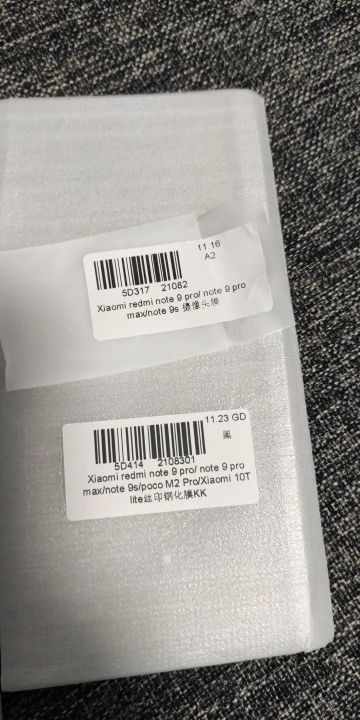 11.16
A2
5D317 21082
Xiaomi redmi note 9 pro/ note 9 pro
max/note 9s 摄像头膜
11.23 GD
黑
5D414 2108301
Xiaomi redmi note 9 pro/ note 9 pro
max/note 9s/poco M2 Pro/Xiaomi 10T
lite丝印钢化膜KK